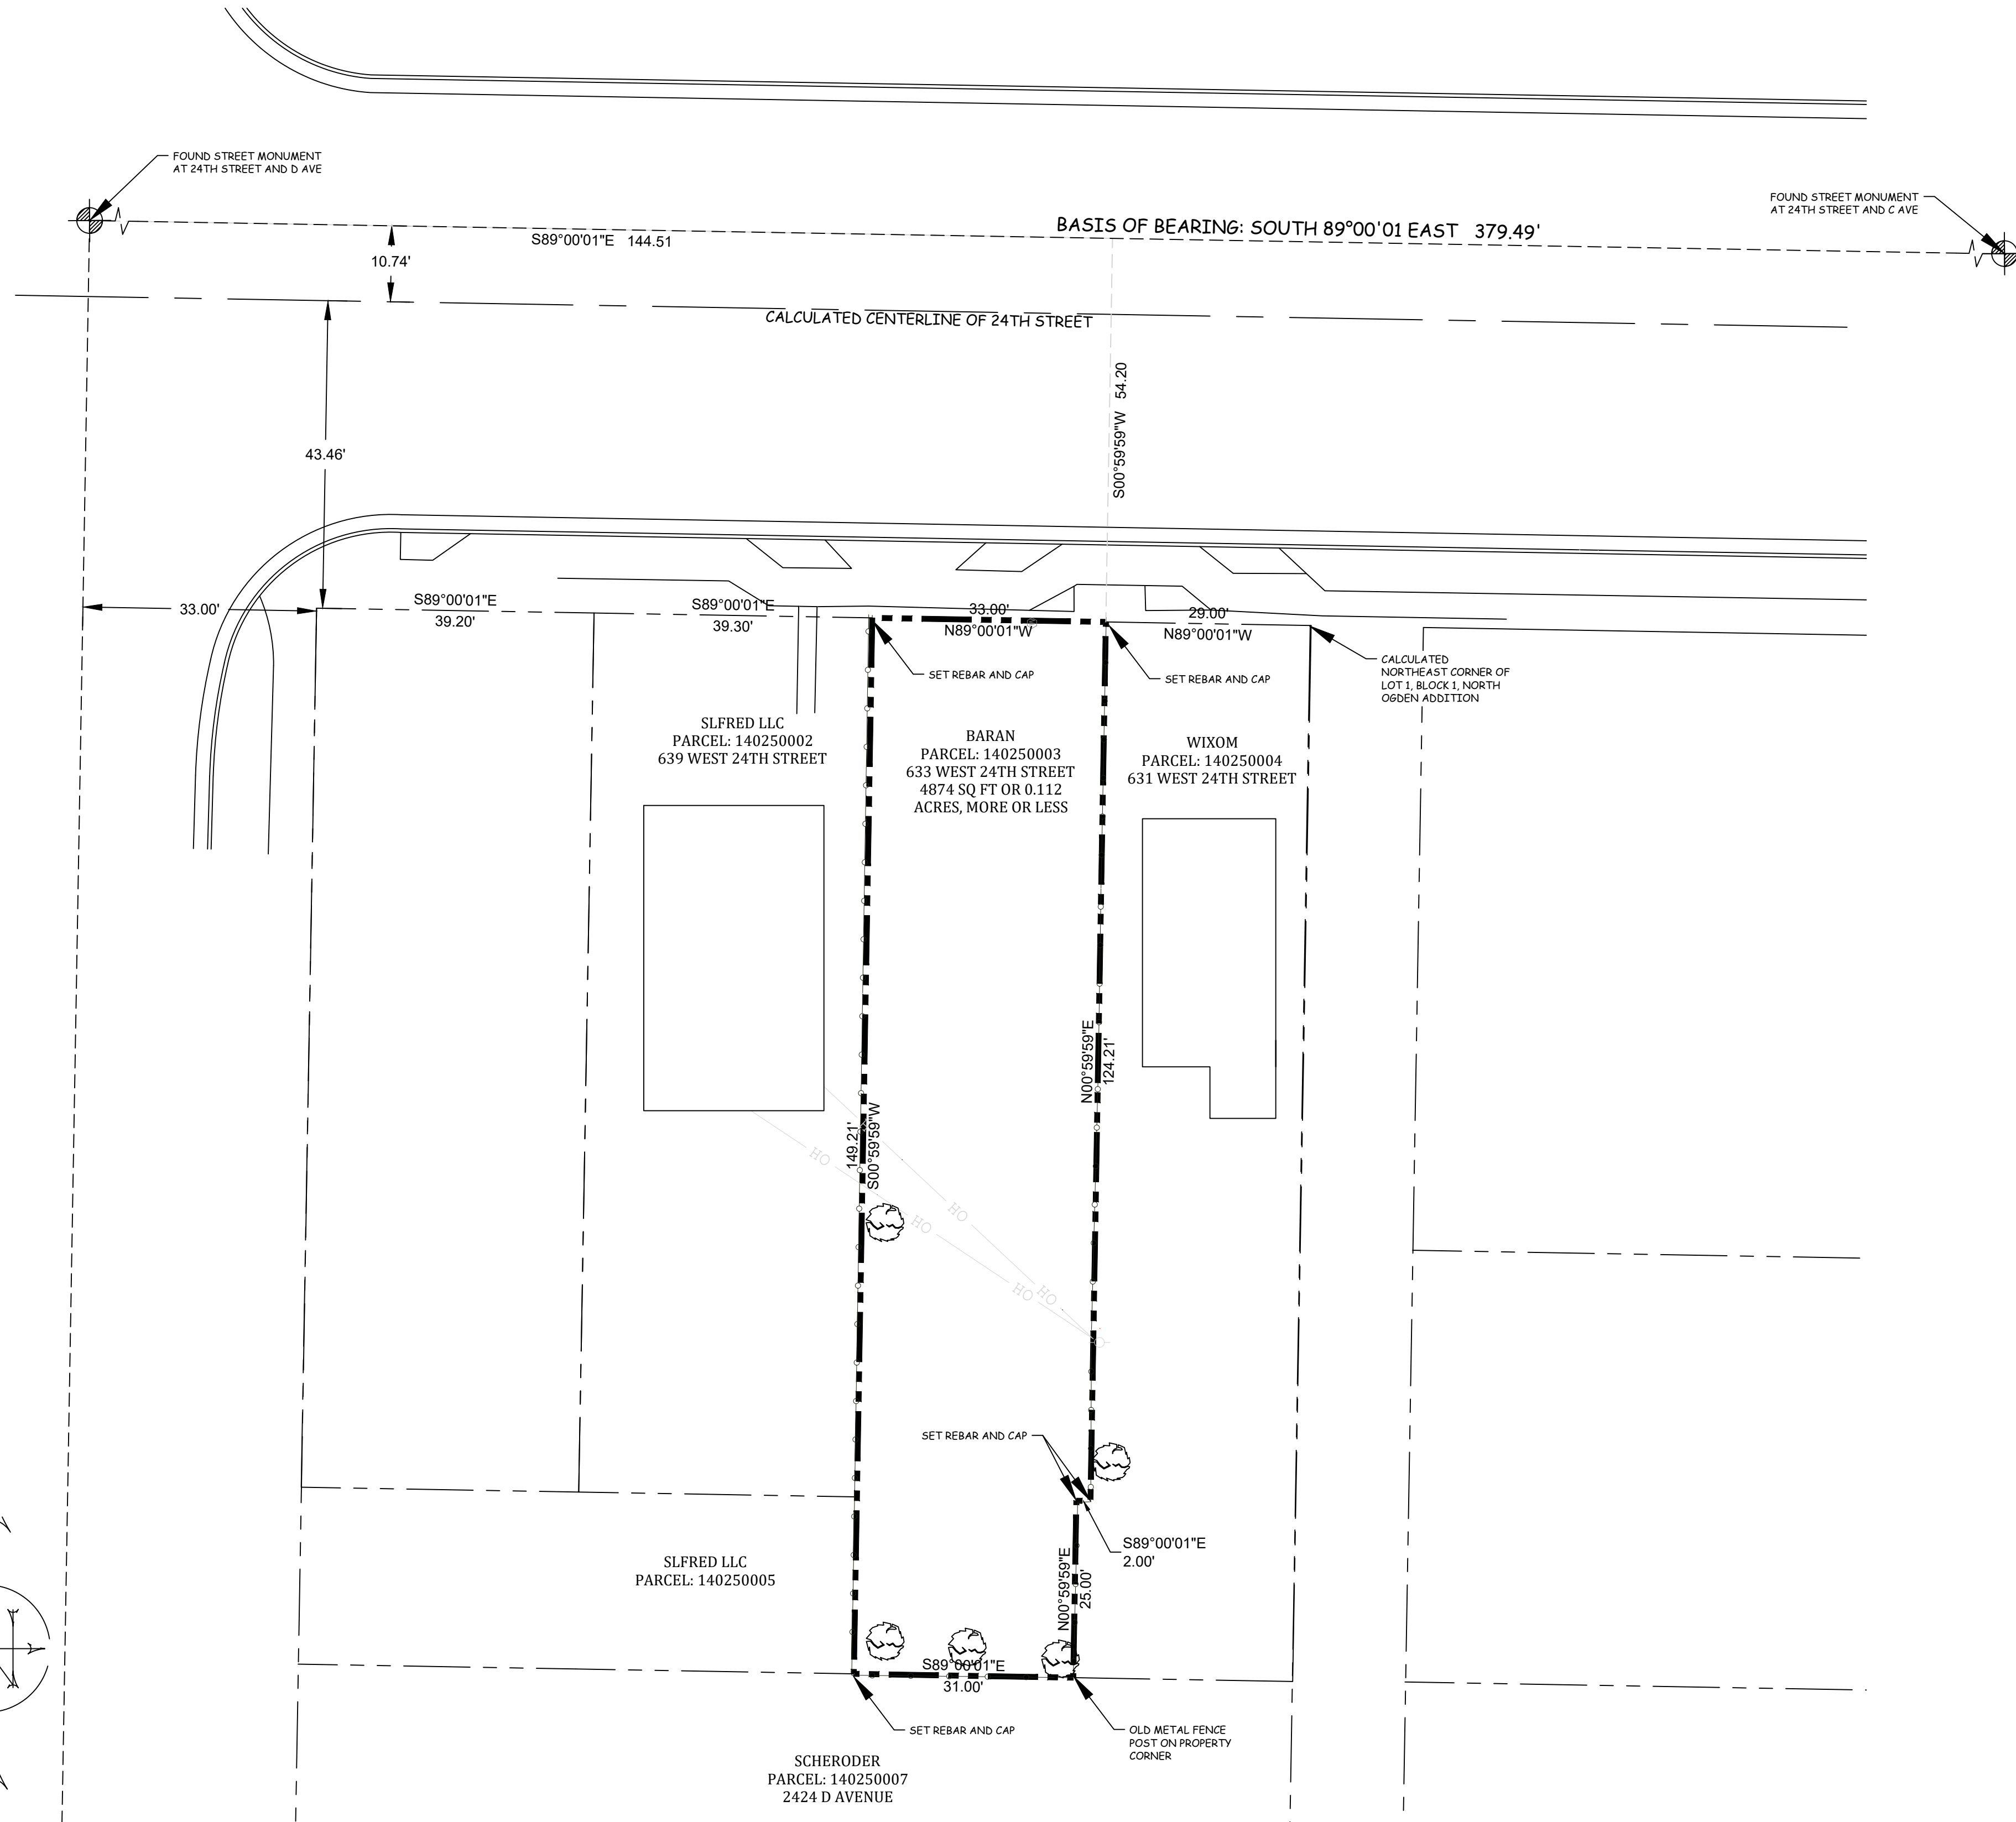 FOUND STREET MONUMENT
AT 24TH STREET AND D AVE
FOUND STREET MONUMENT
AT 24TH STREET AND C AVE
BASIS OF BEARING: SOUTH 89°00'01 EAST 379.49'
S89°00'01"E 144.51
10.74'
CALCULATED CENTERLINE OF 24TH STREET
S00°59'59"W 54.20
43.46'
33.00'
S89°00'01"E
39.20'
S89°00'01"E
39.30'
33.00'
N89°00'01"W
29.00'
N89°00'01"W
SET REBAR AND CAP
SET REBAR AND CAP
CALCULATED
NORTHEAST CORNER OF
LOT 1, BLOCK 1, NORTH
OGDEN ADDITION
SLFRED LLC
PARCEL: 140250002
639 WEST 24TH STREET
BARAN
PARCEL: 140250003
633 WEST 24TH STREET
4874 SQ FT OR 0.112
ACRES, MORE OR LESS
WIXOM
PARCEL: 140250004
631 WEST 24TH STREET
N00°59'59"E
124.21'
149.21'
S00°59'59"W
OH
OH
OH
OH
OH
SET REBAR AND CAP
S89°00'01"E
2.00'
N00°59'59"E
25.00'
SLFRED LLC
PARCEL: 140250005
S89°00'01"E
31.00'
SET REBAR AND CAP
OLD METAL FENCE
POST ON PROPERTY
CORNER
SCHERODER
PARCEL: 140250007
2424 D AVENUE